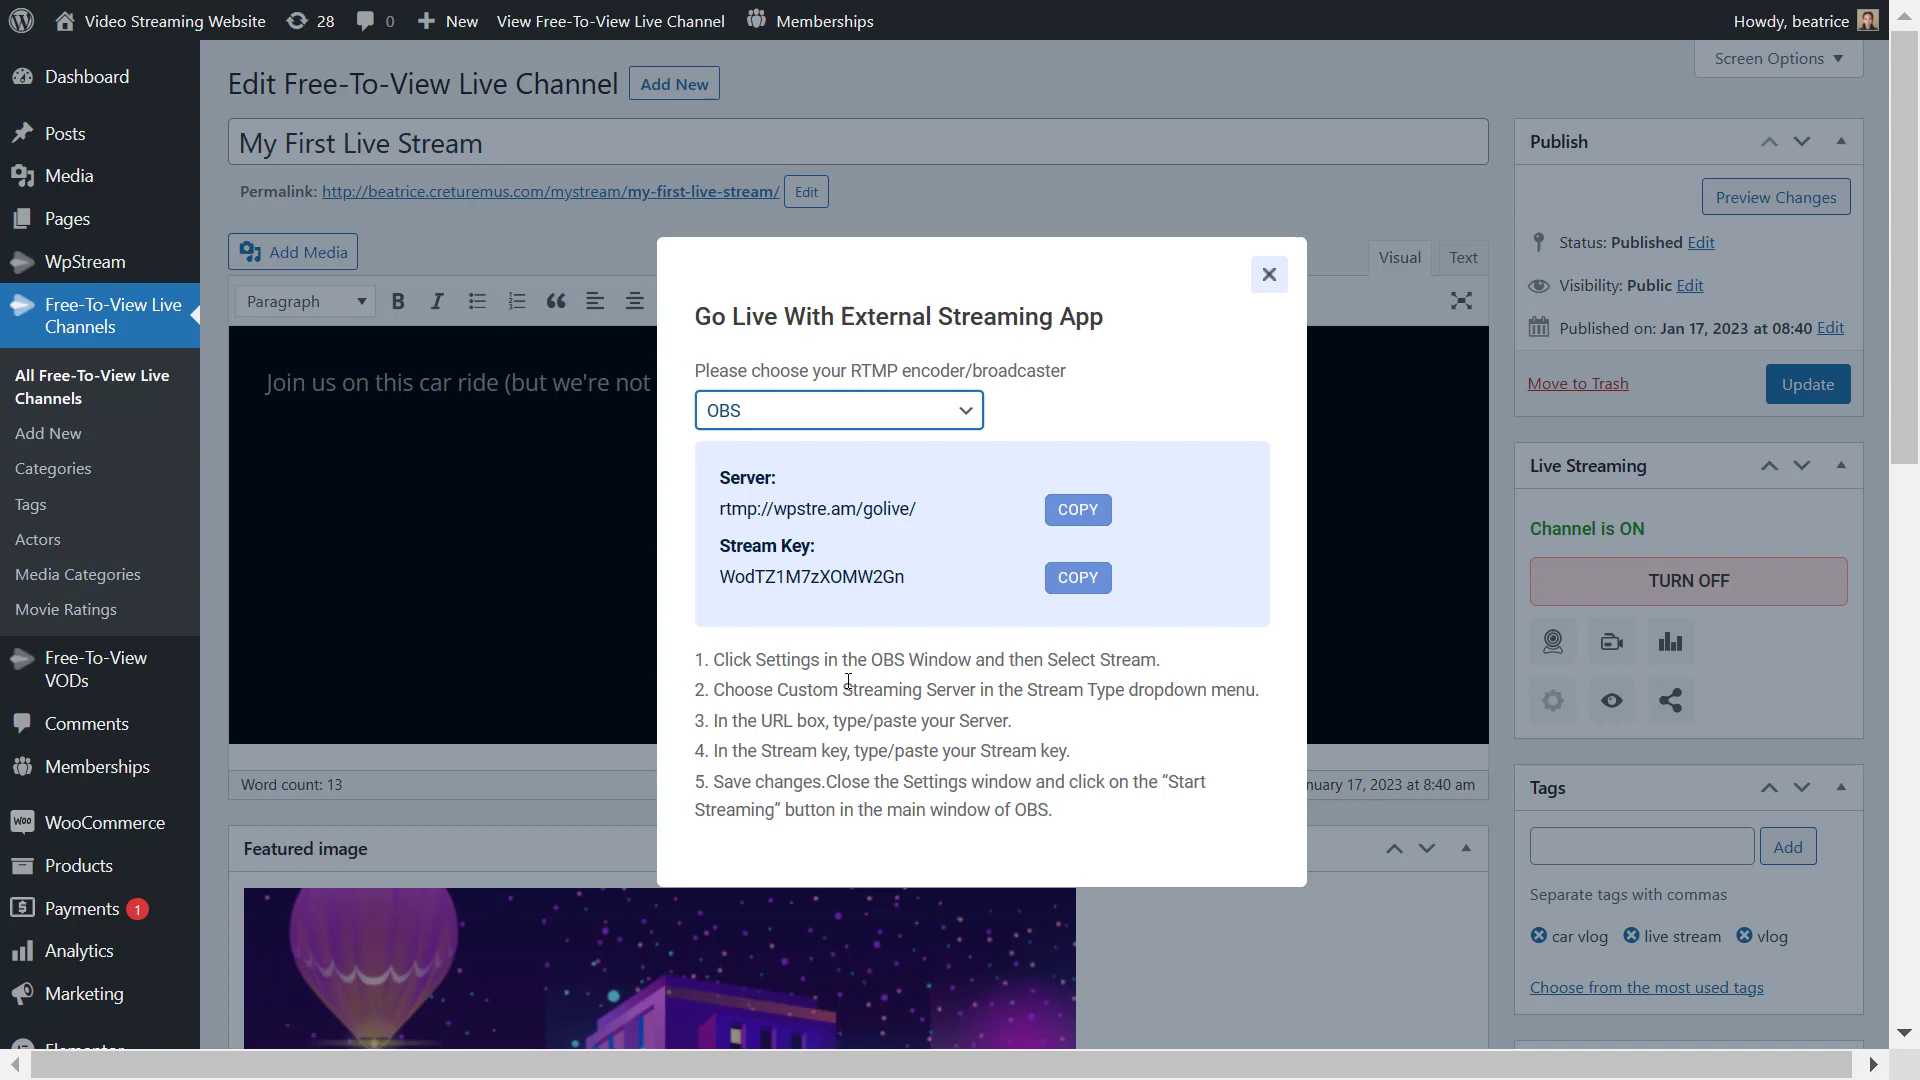 Video Streaming Website
28
0
New
View Free-To-View Live Channel
Memberships
Howdy, beatrice
Dashboard
Posts
Media
Pages
WpStream
Free-To-View Live
Channels
All Free-To-View Live
Channels
Add New
Categories
Tags
Actors
Media Categories
Movie Ratings
Free-To-View
VODs
Comments
Memberships
Woo
WooCommerce
Products
Payments 1
Analytics
Marketing
Elementor
Screen Options
Edit Free-To-View Live Channel
Add New
My First Live Stream
Permalink: http://beatrice.creturemus.com/mystream/my-first-live-stream/
Edit
Add Media
Visual
Text
Paragraph
Join us on this car ride (but we're not
Word count: 13
nuary 17, 2023 at 8:40 am
Featured image
Go Live With External Streaming App
Please choose your RTMP encoder/broadcaster
OBS
Server:
rtmp://wpstre.am/golive/
COPY
Stream Key:
WodTZ1M7zXOMW2Gn
COPY
1. Click Settings in the OBS Window and then Select Stream.
2. Choose Custom Streaming Server in the Stream Type dropdown menu.
3. In the URL box, type/paste your Server.
4. In the Stream key, type/paste your Stream key.
5. Save changes.Close the Settings window and click on the “Start
Streaming” button in the main window of OBS.
Publish
Preview Changes
Status: Published Edit
Visibility: Public Edit
Published on: Jan 17, 2023 at 08:40 Edit
Move to Trash
Update
Live Streaming
Channel is ON
TURN OFF
Tags
Add
Separate tags with commas
car vlog
live stream
vlog
Choose from the most used tags